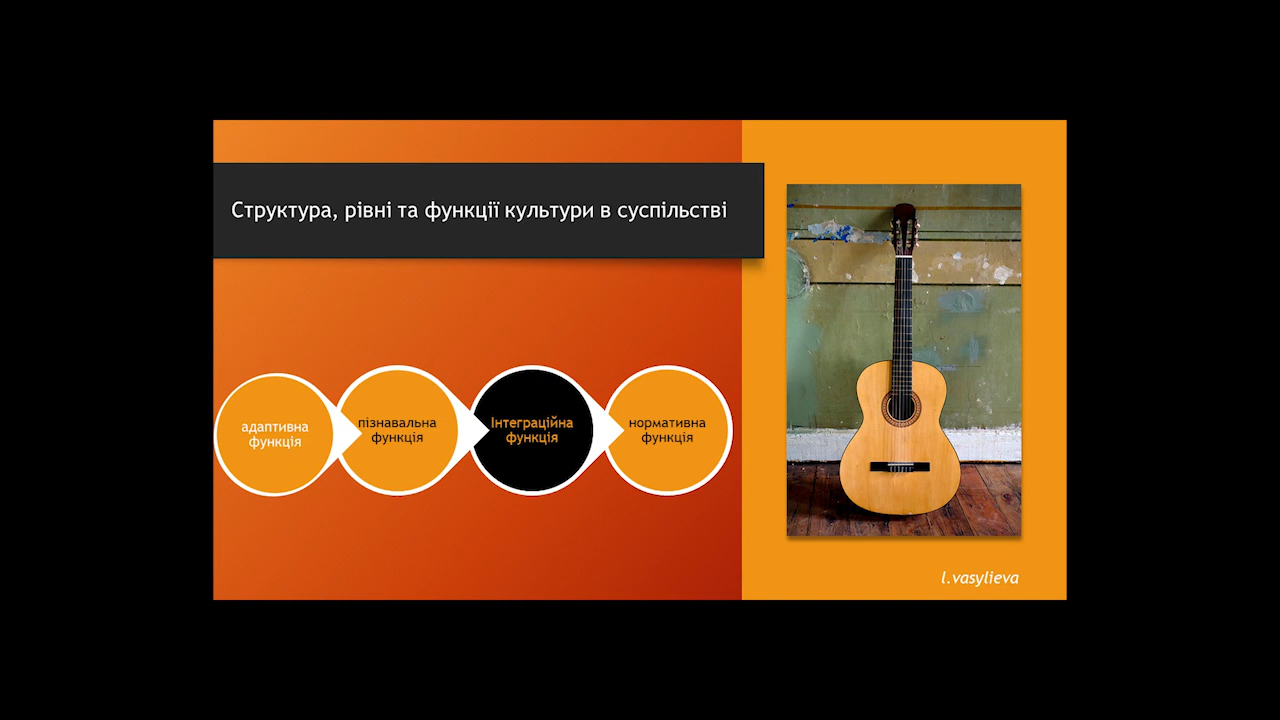 Структура, рівні та функції культури в суспільстві
адаптивна
функція
пізнавальна
функція
Інтеграційна
функція
нормативна
функція
l.vasylieva